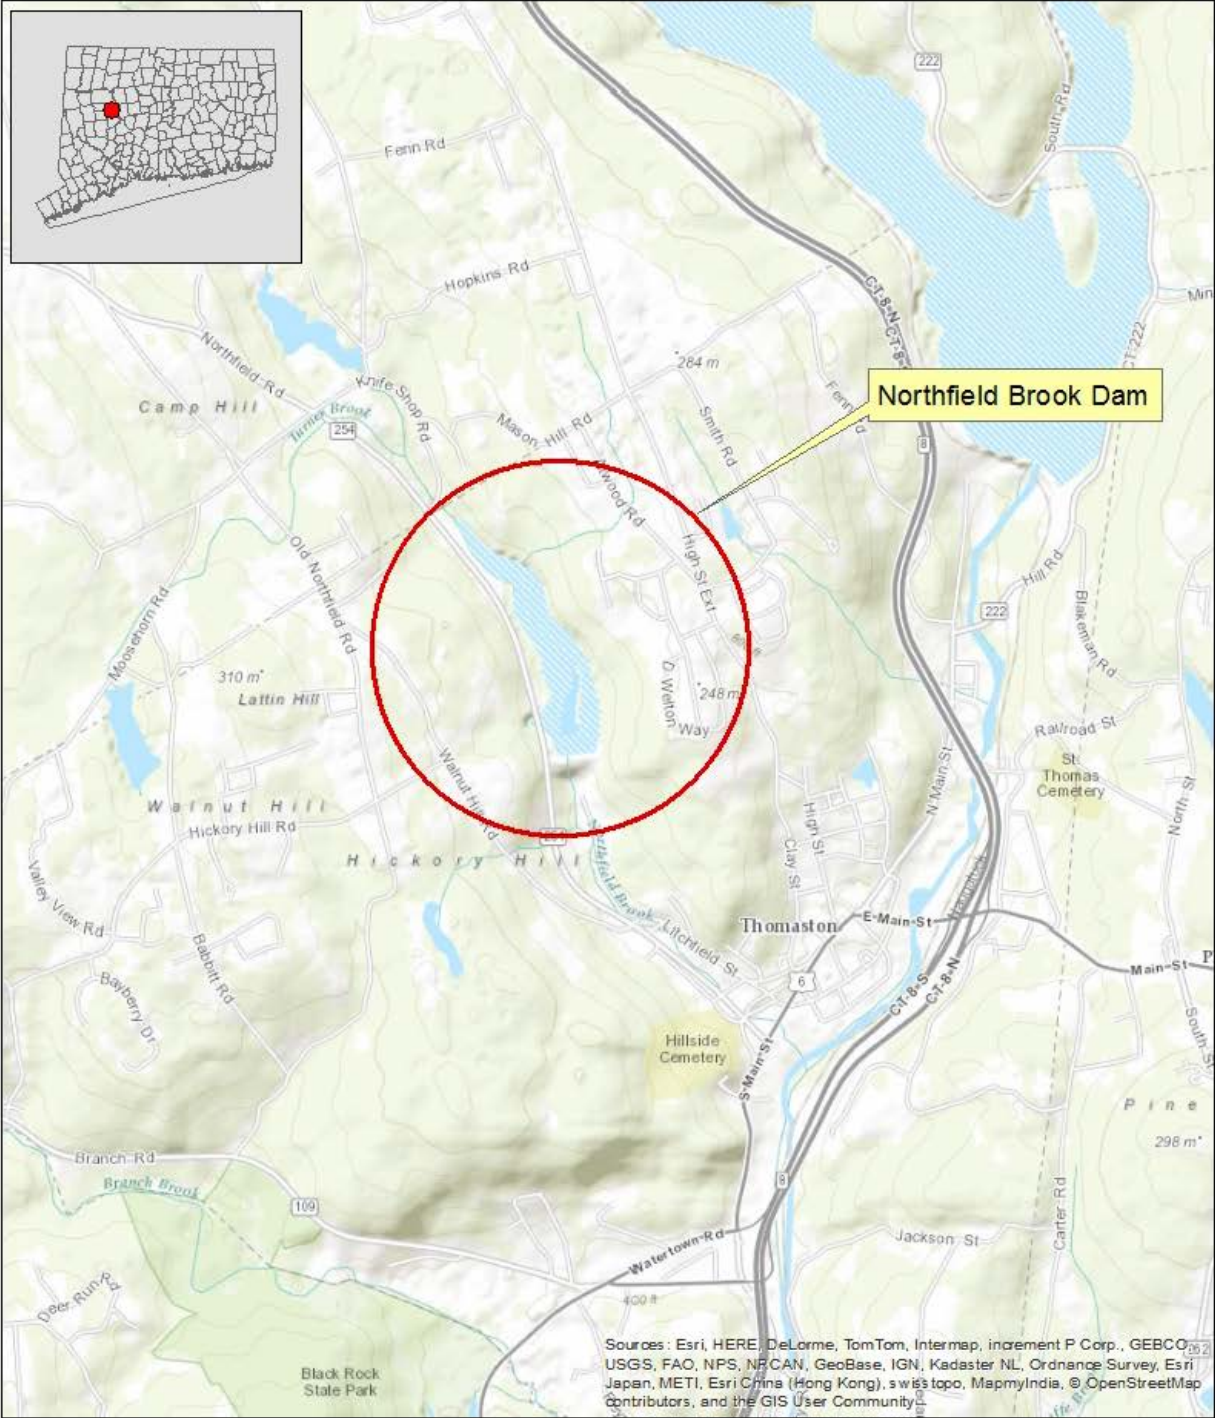 222
South Rd
Fenn Rd
Hopkins Rd
CT-8-N
CT-8-
CT-222
Min
Northfield Rd
284 m
Knife Shop Rd
Camp Hill
Turner Brook
254
Mason Hill Rd
Smith Rd
Northfield Brook Dam
8
Atwood Rd
Old Northfield Rd
High St Ext
Hill Rd
222
Blakeman Rd
Moosehorn Rd
310 m
Lattin Hill
D Welton
Way
248 m
Railroad St
N Main St
St.
Thomas
Cemetery
Walnut Hill Rd
Walnut Hill
Hickory Hill Rd
High St
Clay St
North St
Hickory Hill
Northfield Brook
Valley View Rd
Litchfield St
Thomaston
E-Main-St
Babbitt Rd
Main-St
P
Bayberry Dr
6
CT-8-S
CT-8-N
South St
Hillside
Cemetery
S-Main-St
Pine
298 m
Branch Rd
Branch Brook
8
109
Carter Rd
Jackson St
Watertown-Rd
Deer Run Rd
400 ft
Black Rock
State Park
Sources: Esri, HERE, DeLorme, TomTom, Intermap, increment P Corp., GEBCO,
USGS, FAO, NPS, NRCAN, GeoBase, IGN, Kadaster NL, Ordnance Survey, Esri
Japan, METI, Esri China (Hong Kong), swisstopo, MapmyIndia, © OpenStreetMap
contributors, and the GIS User Community